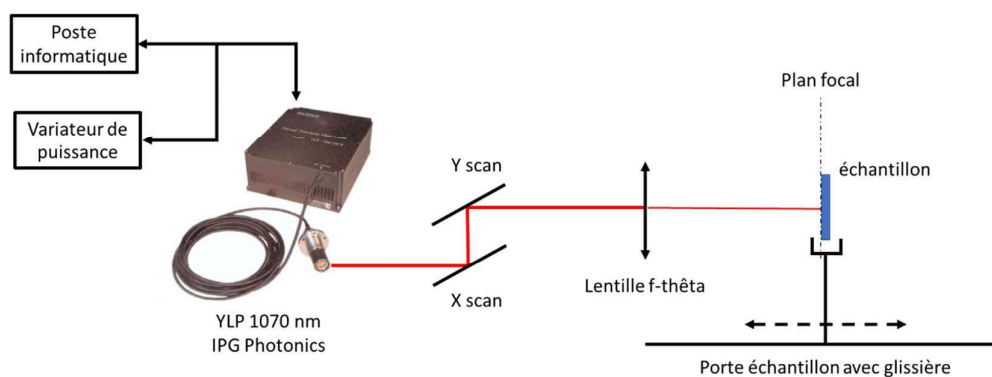 Poste
informatique
Variateur de
puissance
YLP 1070 nm
IPG Photonics
Y scan
X scan
Lentille f-thêta
Plan focal
échantillon
Porte échantillon avec glissière